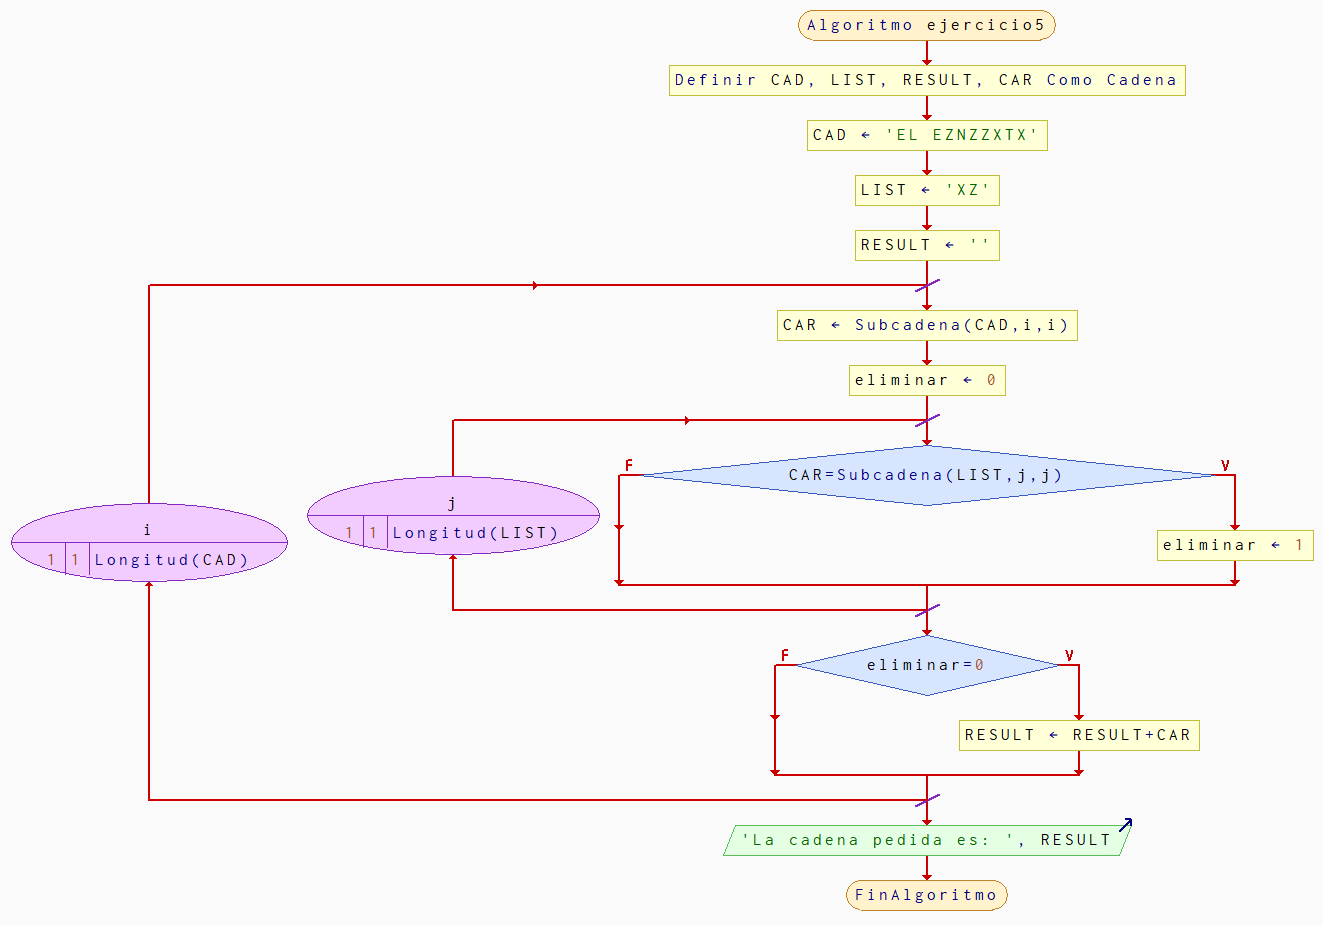 Algoritmo ejercicio5
Definir CAD, LIST, RESULT, CAR Como Cadena
CAD ← 'EL EZNZZXTX'
LIST ← 'XZ'
RESULT ← ''
CAR ← Subcadena(CAD,i,i)
eliminar ← 0
F
CAR=Subcadena(LIST,j,j)
V
j
1 1 Longitud(LIST)
i
1 1 Longitud(CAD)
eliminar ← 1
F
eliminar=0
V
RESULT ← RESULT+CAR
'La cadena pedida es: ', RESULT
FinAlgoritmo